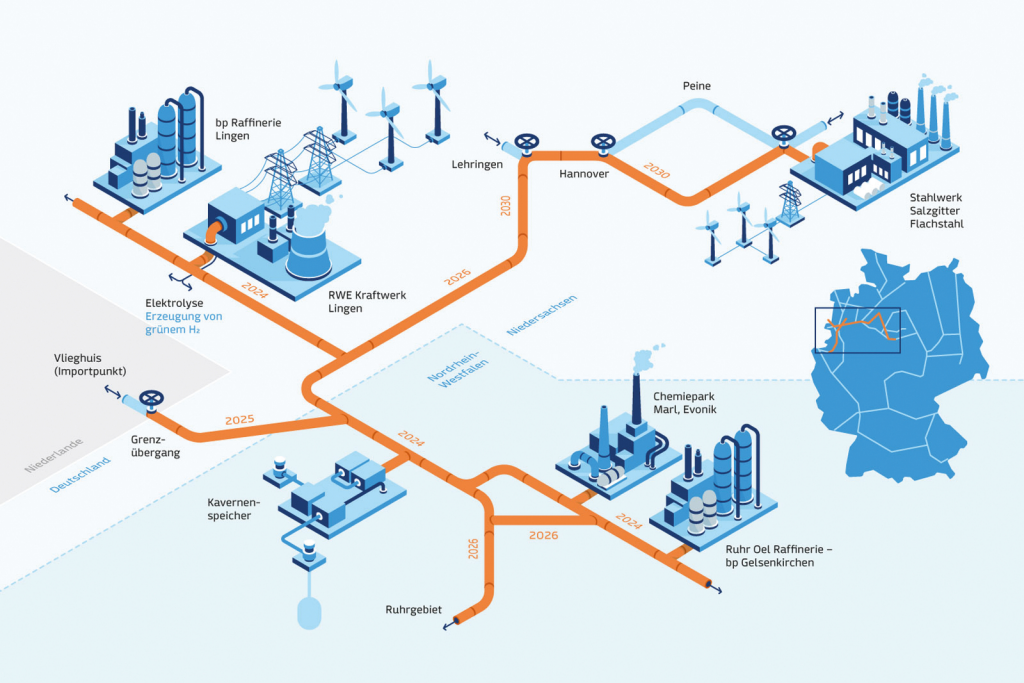 bp Raffinerie
Lingen
Peine
Lehringen
Hannover
2030
2030
Stahlwerk
Salzgitter
Flachstahl
2024
2026
Elektrolyse
Erzeugung von
grünem H₂
RWE Kraftwerk
Lingen
Niedersachsen
Nordrhein-
Westfalen
Vlieghuis
(Importpunkt)
2025
Grenz-
übergang
Niederlande
Deutschland
2024
Chemiepark
Marl, Evonik
Kavernen-
speicher
2026
2026
2024
Ruhr Oel Raffinerie –
bp Gelsenkirchen
Ruhrgebiet